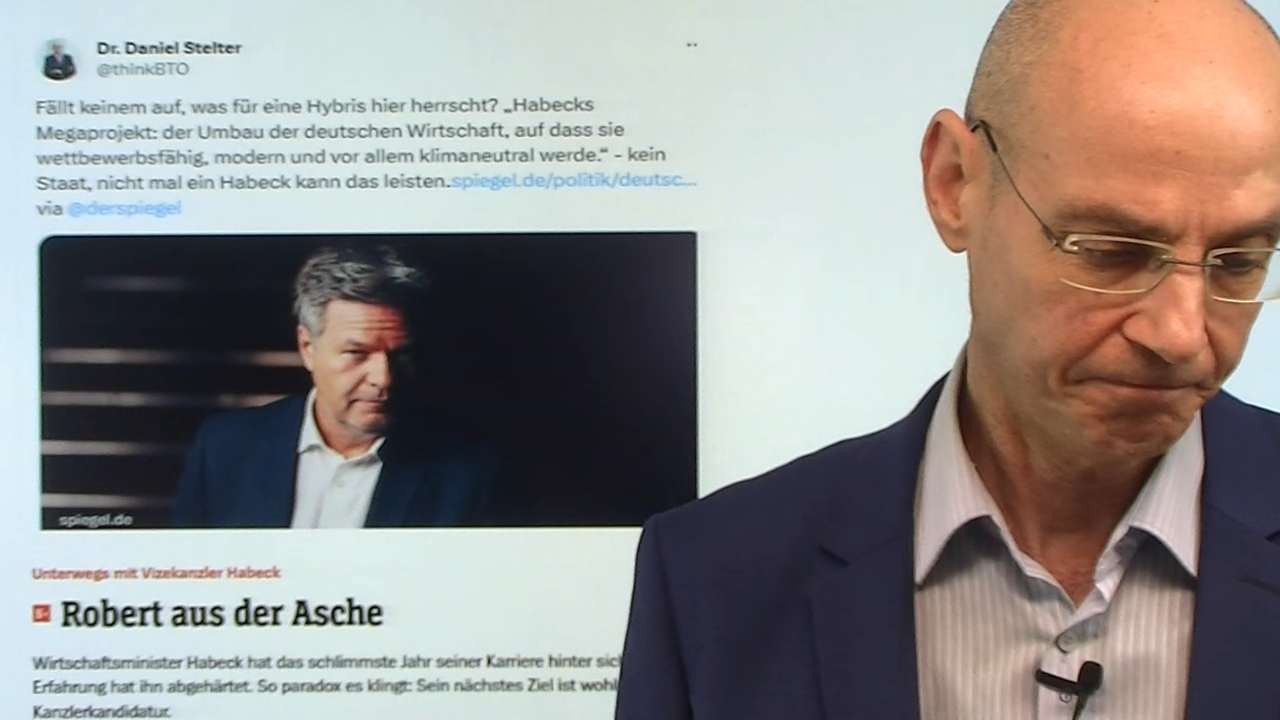 Dr. Daniel Stelter
@thinkBTO
Fällt keinem auf, was für eine Hybris hier herrscht? „Habecks
Megaprojekt: der Umbau der deutschen Wirtschaft, auf dass sie
wettbewerbsfähig, modern und vor allem klimaneutral werde.“ - kein
Staat, nicht mal ein Habeck kann das leisten.spiegel.de/politik/deutsc...
via @derspiegel
spiegel.de
Unterwegs mit Vizekanzler Habeck
S+ Robert aus der Asche
Wirtschaftsminister Habeck hat das schlimmste Jahr seiner Karriere hinter
Erfahrung hat ihn abgehärtet. So paradox es klingt: Sein nächstes Ziel ist
Kanzlerkandidatur.